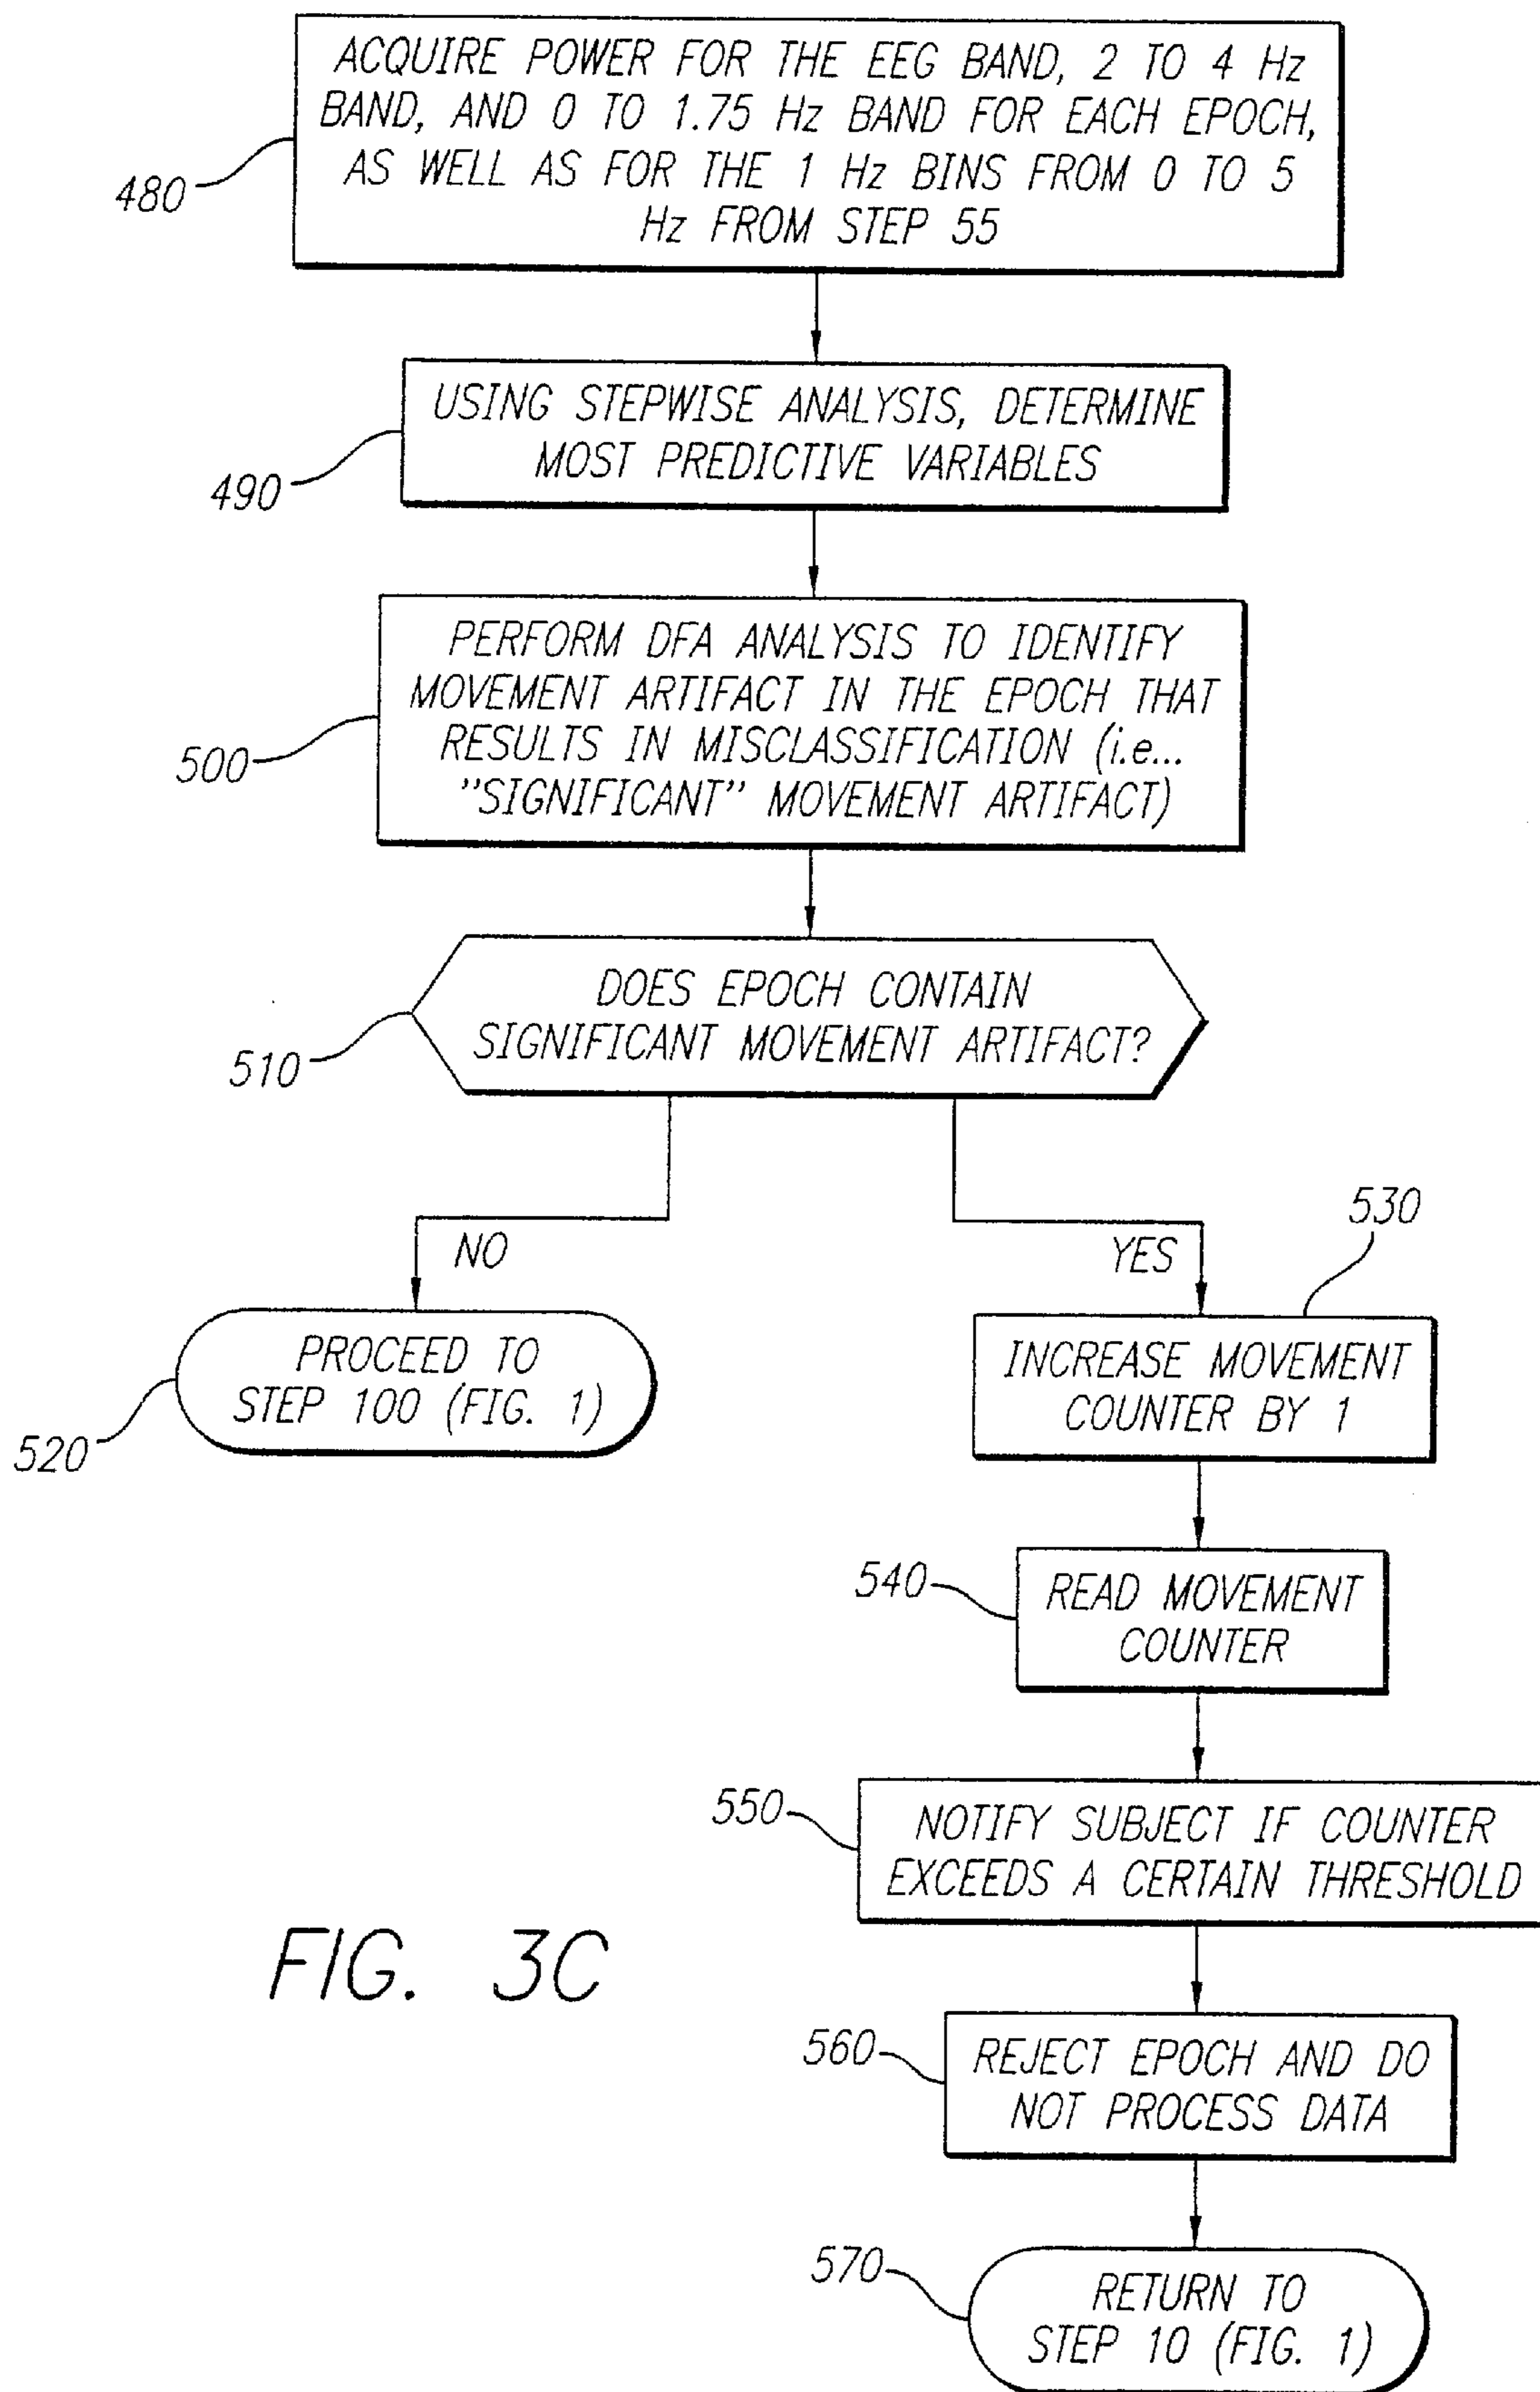 ACQUIRE POWER FOR THE EEG BAND, 2 TO 4 Hz
BAND, AND 0 TO 1.75 Hz BAND FOR EACH EPOCH,
AS WELL AS FOR THE 1 Hz BINS FROM 0 TO 5
Hz FROM STEP 55
480
USING STEPWISE ANALYSIS, DETERMINE
MOST PREDICTIVE VARIABLES
490
PERFORM DFA ANALYSIS TO IDENTIFY
MOVEMENT ARTIFACT IN THE EPOCH THAT
RESULTS IN MISCLASSIFICATION (i.e...
"SIGNIFICANT" MOVEMENT ARTIFACT)
500
DOES EPOCH CONTAIN
SIGNIFICANT MOVEMENT ARTIFACT?
510
NO
YES
530
PROCEED TO
STEP 100 (FIG. 1)
520
INCREASE MOVEMENT
COUNTER BY 1
540
READ MOVEMENT
COUNTER
550
NOTIFY SUBJECT IF COUNTER
EXCEEDS A CERTAIN THRESHOLD
FIG. 3C
560
REJECT EPOCH AND DO
NOT PROCESS DATA
570
RETURN TO
STEP 10 (FIG. 1)